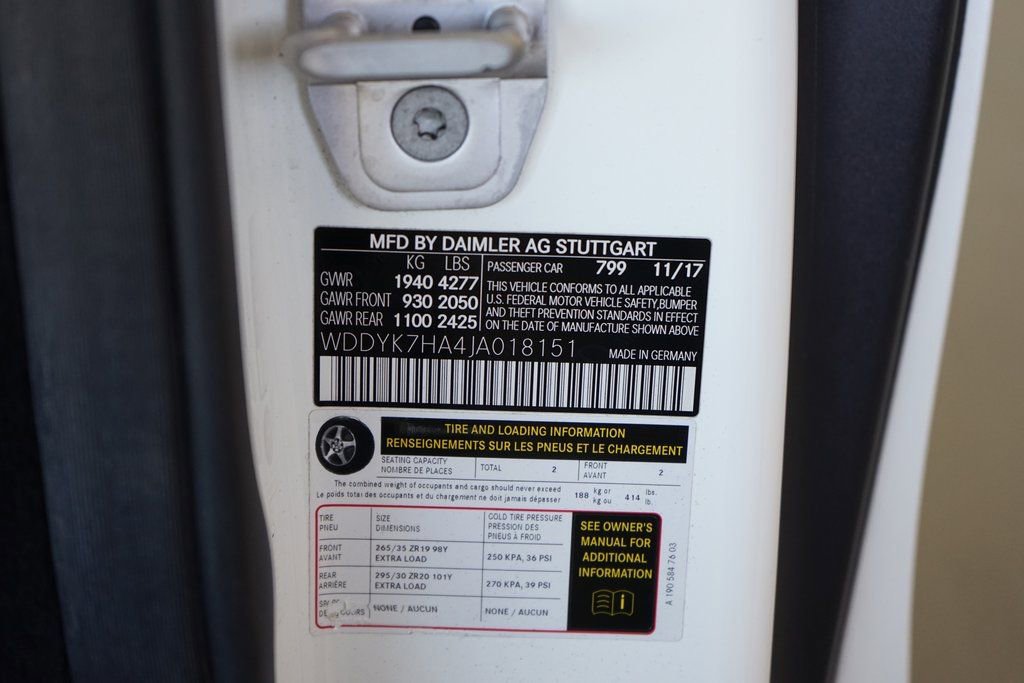 MFD BY DAIMLER AG STUTTGART
KG LBS
GVWR 1940 4277
GAWR FRONT 930 2050
GAWR REAR 1100 2425
PASSENGER CAR 799 11/17
THIS VEHICLE CONFORMS TO ALL APPLICABLE
U.S. FEDERAL MOTOR VEHICLE SAFETY,BUMPER
AND THEFT PREVENTION STANDARDS IN EFFECT
ON THE DATE OF MANUFACTURE SHOWN ABOVE
WDDYK7HA4JA018151 MADE IN GERMANY
TIRE AND LOADING INFORMATION
RENSEIGNEMENTS SUR LES PNEUS ET LE CHARGEMENT
SEATING CAPACITY
NOMBRE DE PLACES
TOTAL 2
FRONT
AVANT
2
The combined weight of occupants and cargo should never exceed
Le poids total des occupants et du chargement ne doit jamais dépasser
188 kg or 414 lbs.
kg ou lb.
TIRE
PNEU
SIZE
DIMENSIONS
COLD TIRE PRESSURE
PRESSION DES
PNEUS À FROID
FRONT
AVANT
265/35 ZR19 98Y
EXTRA LOAD
250 KPA, 36 PSI
REAR
ARRIÈRE
295/30 ZR20 101Y
EXTRA LOAD
270 KPA, 39 PSI
NONE / AUCUN
NONE / AUCUN
SEE OWNER'S
MANUAL FOR
ADDITIONAL
INFORMATION
A 190 584 76 03